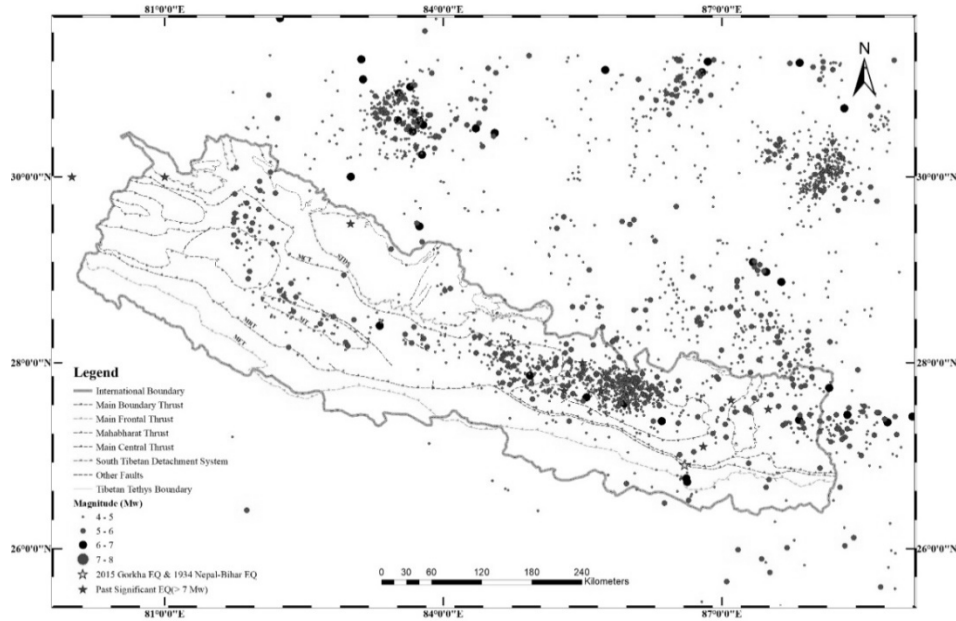 81°0'0"E 84°0'0"E 87°0'0"E
N
30°0'0"N 30°0'0"N
MCT STDS
MBT MT
MFT
28°0'0"N 28°0'0"N
Legend
International Boundary
Main Boundary Thrust
Main Frontal Thrust
Mahabharat Thrust
Main Central Thrust
South Tibetan Detachment System
Other Faults
Tibetan Tethys Boundary
Magnitude (Mw)
4 - 5
5 - 6
6 - 7
7 - 8
2015 Gorkha EQ & 1934 Nepal-Bihar EQ
Past Significant EQ(> 7 Mw)
26°0'0"N 26°0'0"N
0 30 60 120 180 240
Kilometers
81°0'0"E 84°0'0"E 87°0'0"E